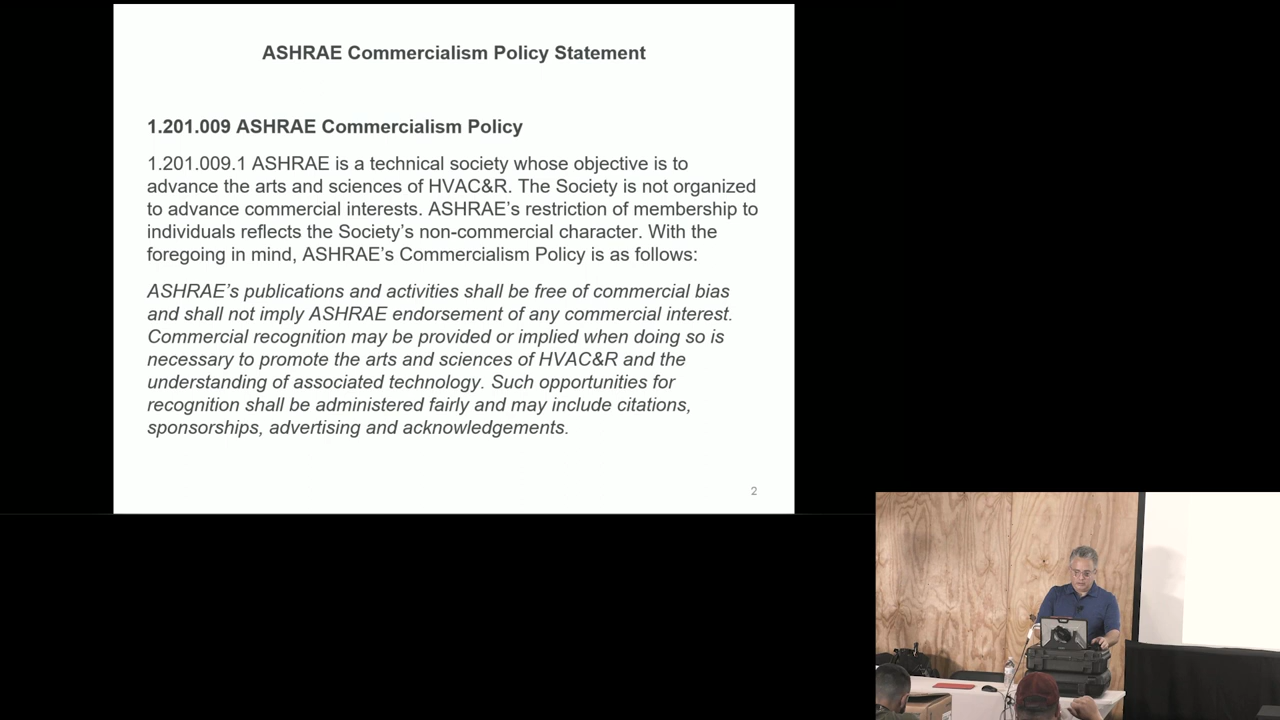 ASHRAE Commercialism Policy Statement
1.201.009 ASHRAE Commercialism Policy
1.201.009.1 ASHRAE is a technical society whose objective is to
advance the arts and sciences of HVAC&R. The Society is not organized
to advance commercial interests. ASHRAE’s restriction of membership to
individuals reflects the Society’s non-commercial character. With the
foregoing in mind, ASHRAE’s Commercialism Policy is as follows:
ASHRAE’s publications and activities shall be free of commercial bias
and shall not imply ASHRAE endorsement of any commercial interest.
Commercial recognition may be provided or implied when doing so is
necessary to promote the arts and sciences of HVAC&R and the
understanding of associated technology. Such opportunities for
recognition shall be administered fairly and may include citations,
sponsorships, advertising and acknowledgements.
2